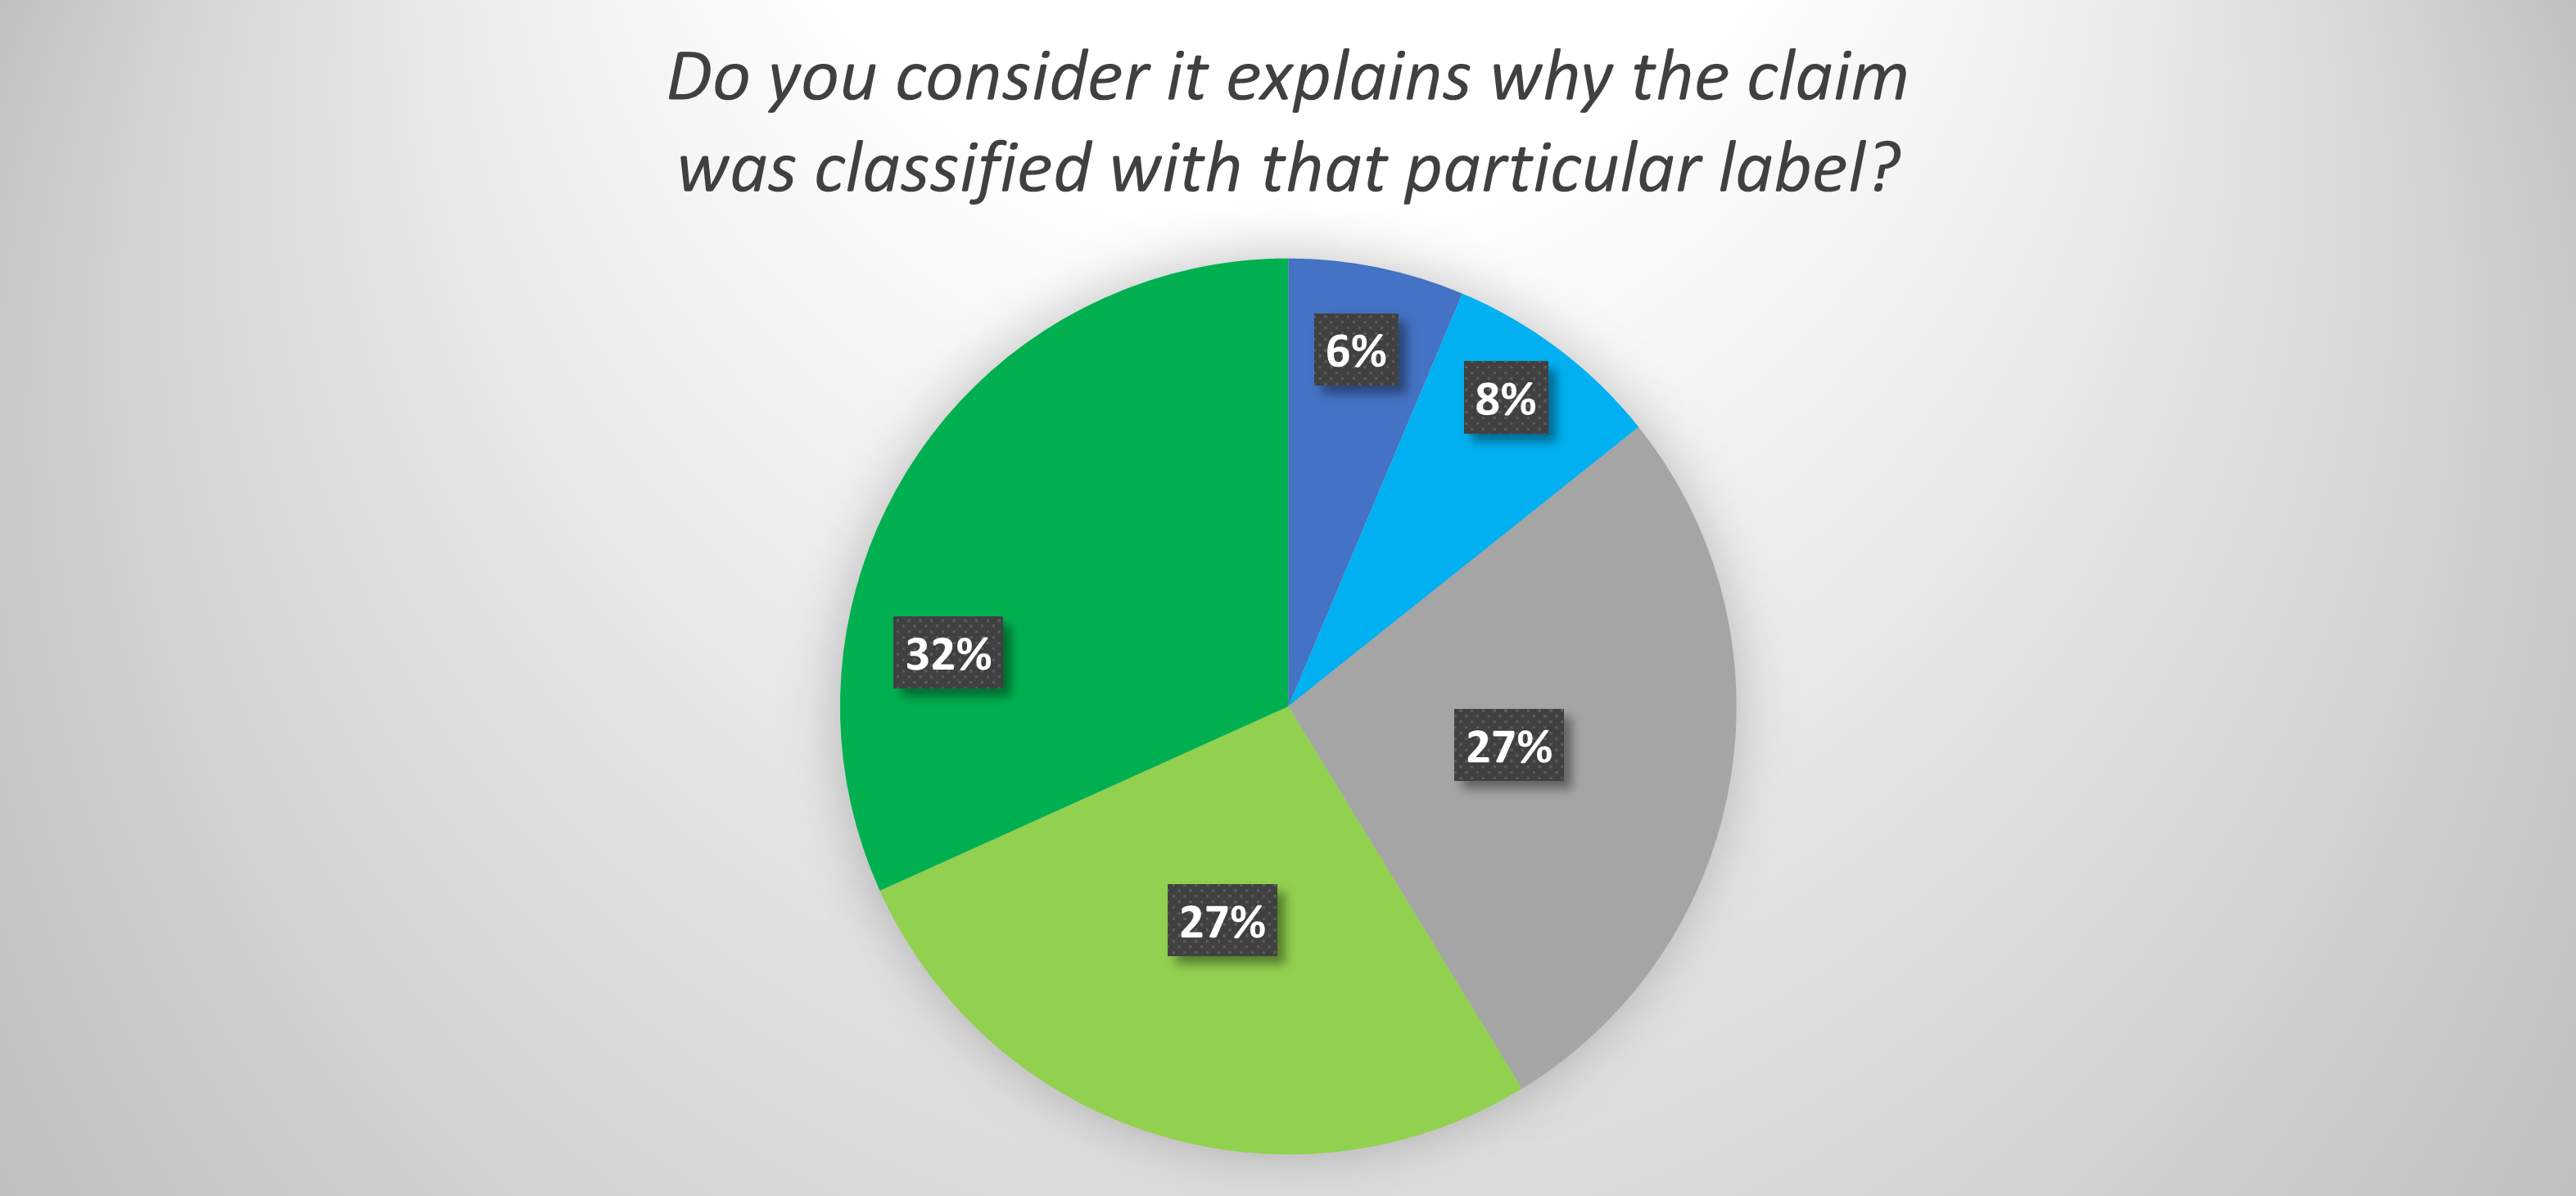 Do you consider it explains why the claim
was classified with that particular label?
6%
8%
32%
27%
27%